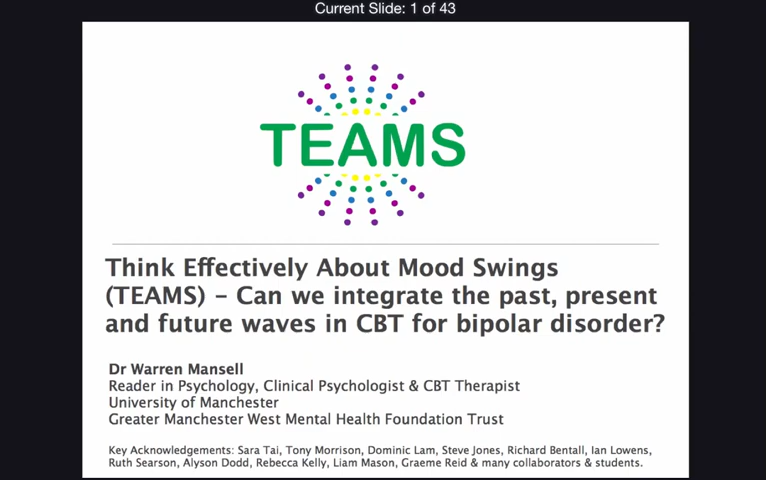 Current Slide: 1 of 43
TEAMS
Think Effectively About Mood Swings
(TEAMS) – Can we integrate the past, present
and future waves in CBT for bipolar disorder?
Dr Warren Mansell
Reader in Psychology, Clinical Psychologist & CBT Therapist
University of Manchester
Greater Manchester West Mental Health Foundation Trust
Key Acknowledgements: Sara Tai, Tony Morrison, Dominic Lam, Steve Jones, Richard Bentall, Ian Lowens,
Ruth Searson, Alyson Dodd, Rebecca Kelly, Liam Mason, Graeme Reid & many collaborators & students.